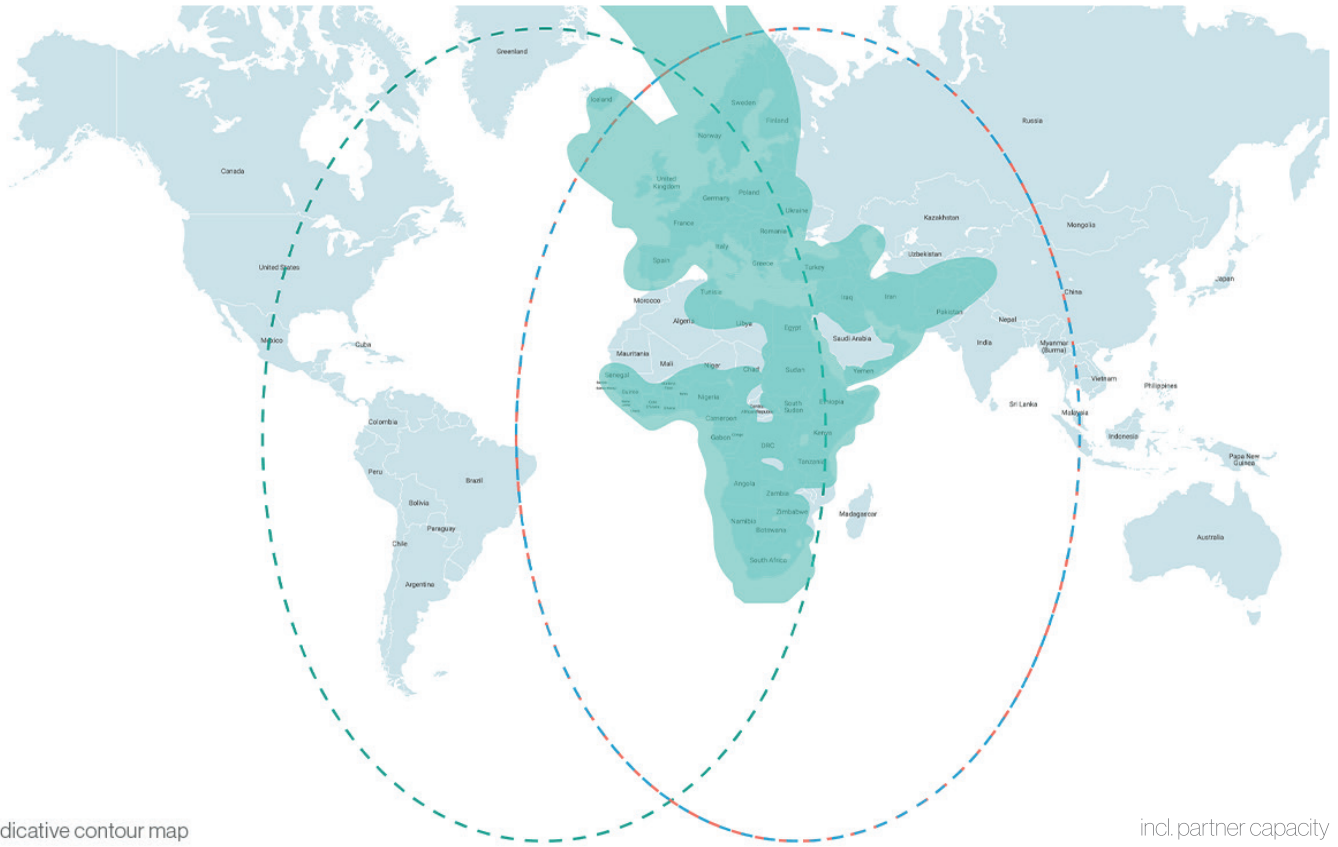 Greenland
Iceland
Sweden
Finland
Russia
Norway
Canada
United
Kingdom
Poland
Germany
Ukraine
France
Kazakhstan
Mongolia
Romania
Italy
Uzbekistan
Spain
Greece
Turkey
United States
Japan
Tunisia
China
Morocco
Iraq
Iran
Pakistan
Algeria
Libya
Egypt
Nepal
Mexico
Cuba
Saudi Arabia
India
Myanmar
(Burma)
Mauritania
Mali
Niger
Chad
Sudan
Yemen
Senegal
Vietnam
Philippines
Guinea
Nigeria
South
Sudan
Ethiopia
Sri Lanka
Central
African Republic
Malaysia
Colombia
Cameroon
Kenya
Indonesia
Gabon
Congo
DRC
Papua New
Guinea
Tanzania
Peru
Brazil
Angola
Zambia
Bolivia
Zimbabwe
Madagascar
Namibia
Botswana
Paraguay
Australia
Chile
South Africa
Argentina
dicative contour map
incl. partner capacity